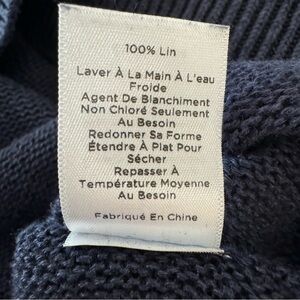 100% Lin
Laver À La Main À L'eau
Froide
Agent De Blanchiment
Non Chloré Seulement
Au Besoin
Redonner Sa Forme
Étendre À Plat Pour
Sécher
Repasser À
Température Moyenne
Au Besoin
Fabriqué En Chine